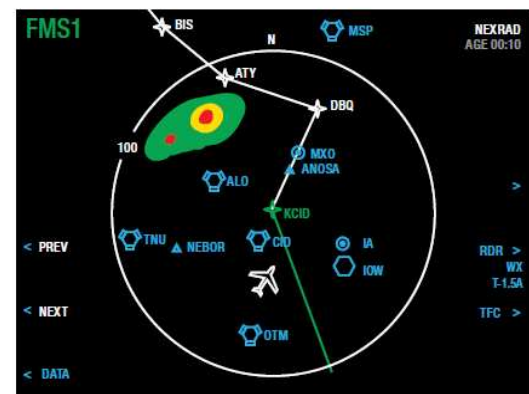 FMS1
BIS
MSP
NEXRAD
AGE 00:10
N
ATY
DBQ
100
MXO
ANOSA
ALO
KCID
TNU
NEBOR
CID
IA
IOW
< PREV
>
RDR >
WX
T-1.5A
< NEXT
TFC >
OTM
< DATA